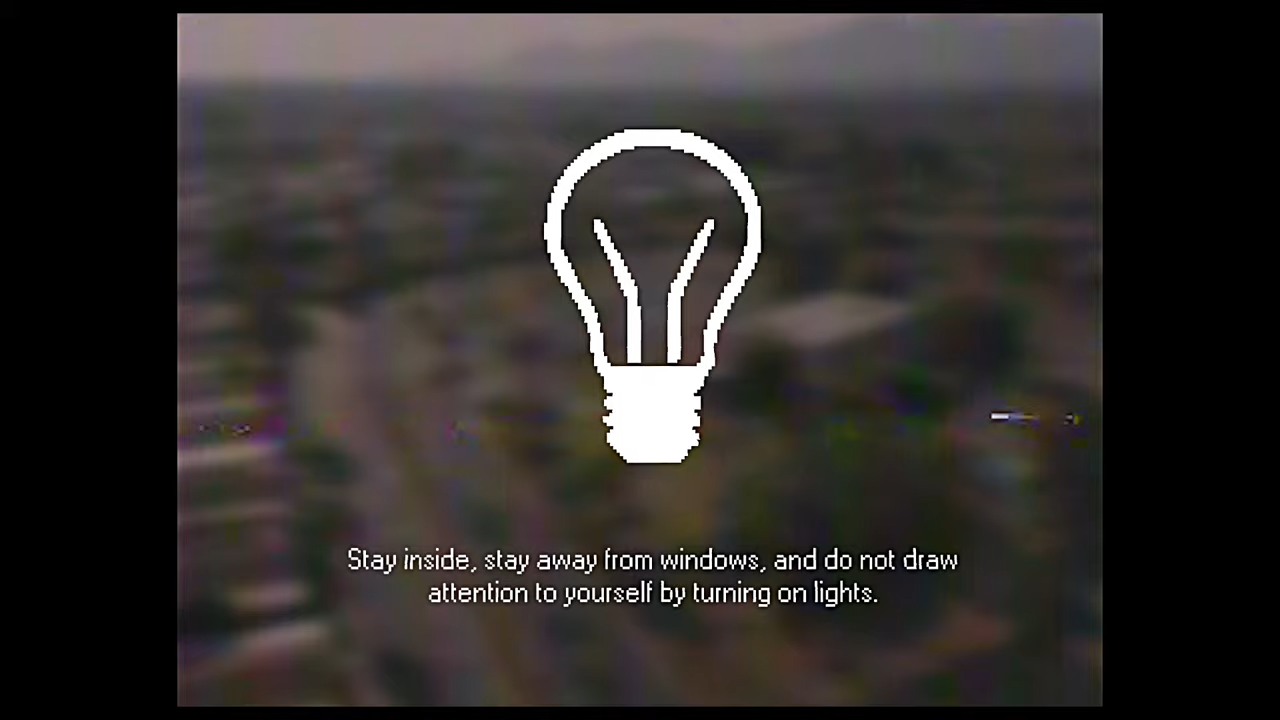 Stay inside, stay away from windows, and do not draw
attention to yourself by turning on lights.